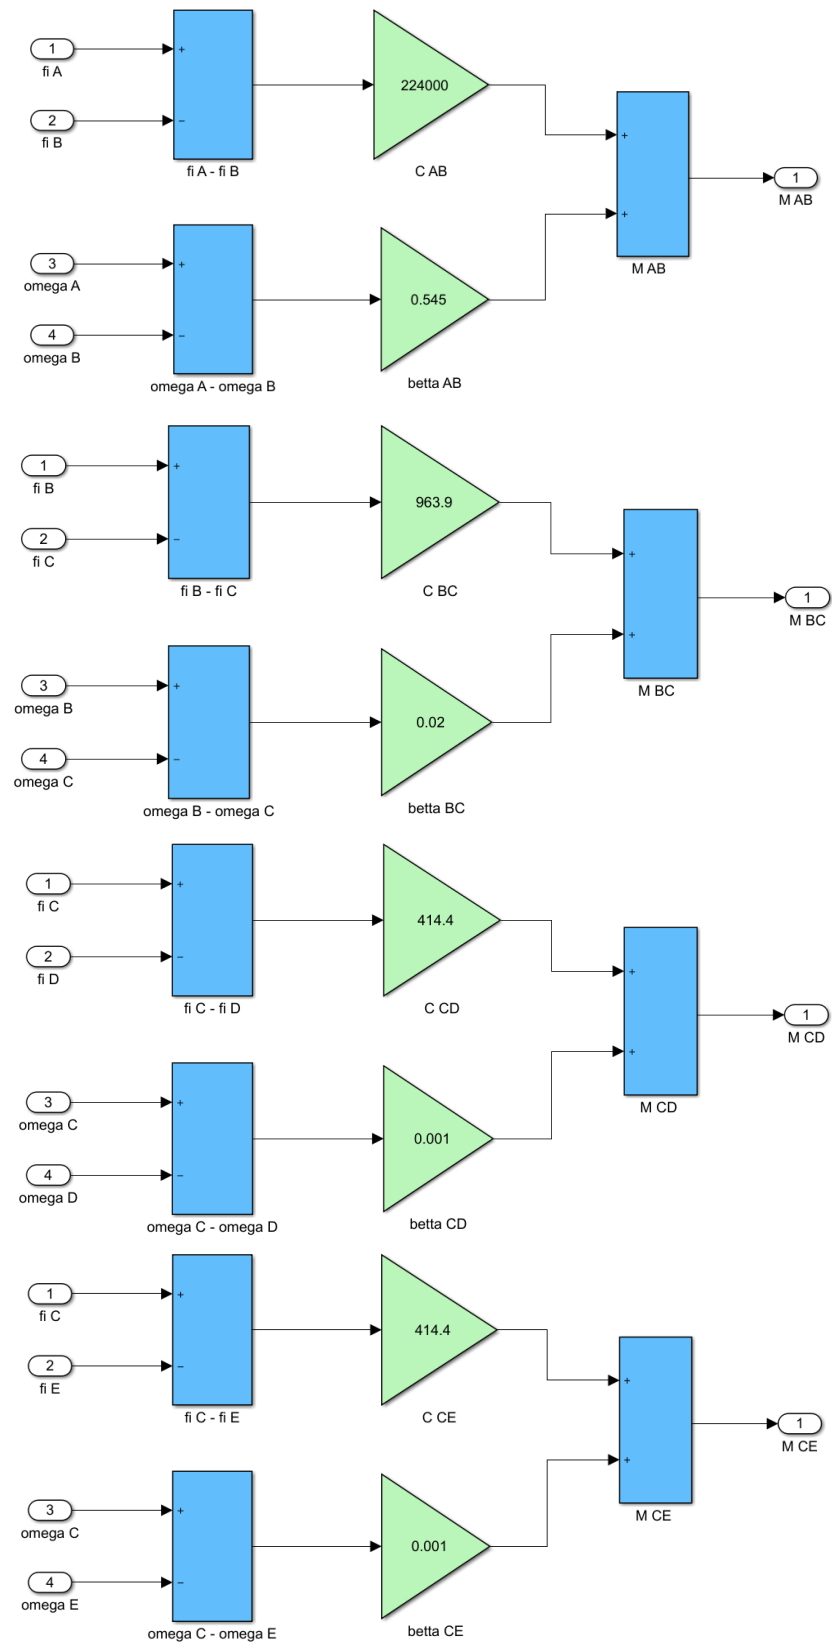 1
+
fi A
224000
2
−
fi B
fi A - fi B
C AB
+
1
M AB
+
M AB
3
+
omega A
0.545
4
−
omega B
omega A - omega B
betta AB
1
+
fi B
963.9
2
−
fi C
fi B - fi C
C BC
+
1
M BC
+
M BC
3
+
omega B
0.02
4
−
omega C
omega B - omega C
betta BC
1
+
fi C
414.4
2
−
fi D
fi C - fi D
C CD
+
1
M CD
+
M CD
3
+
omega C
0.001
4
−
omega D
omega C - omega D
betta CD
1
+
fi C
414.4
2
−
fi E
fi C - fi E
C CE
+
1
M CE
+
M CE
3
+
omega C
0.001
4
−
omega E
omega C - omega E
betta CE